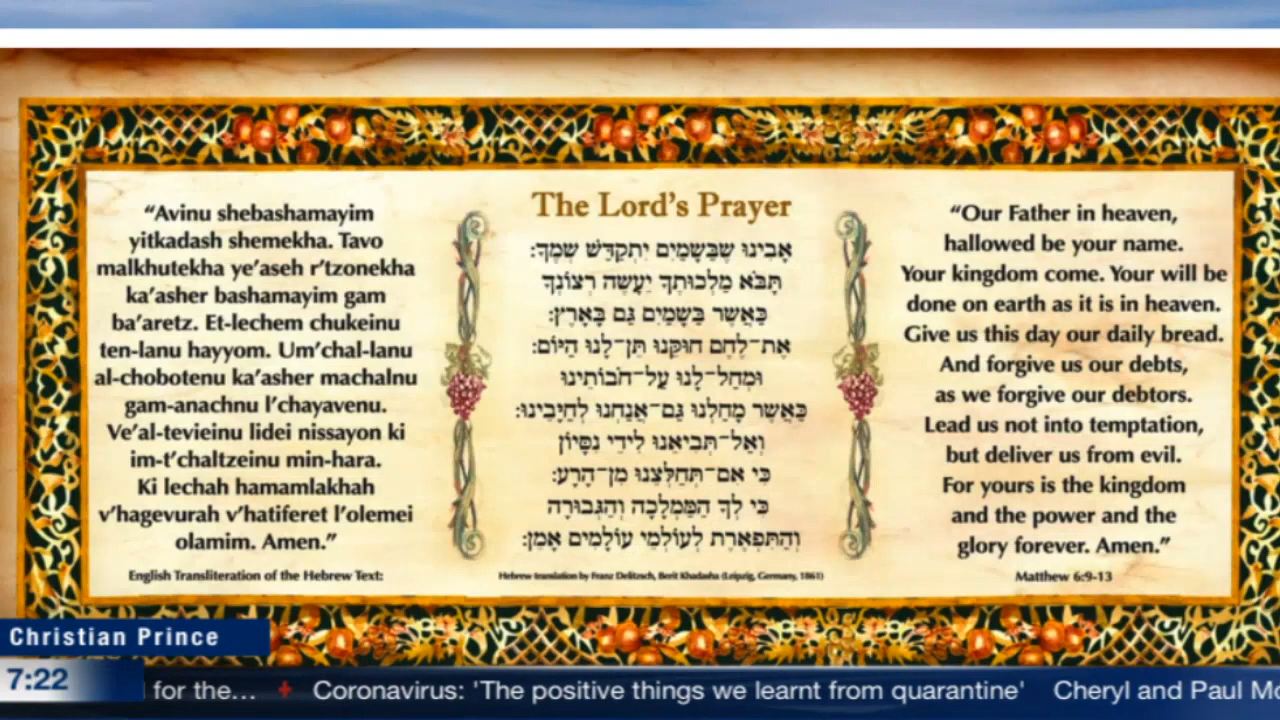 The Lord's Prayer
“Avinu shebashamayim
yitkadash shemekha. Tavo
malkhutekha ye’aseh r’tzonekha
ka’asher bashamayim gam
ba’aretz. Et-lechem chukeinu
ten-lanu hayyom. Um’chal-lanu
al-chobotenu ka’asher machalnu
gam-anachnu l’chayavenu.
Ve’al-tevieinu lidei nissayon ki
im-t’chaltzeinu min-hara.
Ki lechah hamamlakhah
v’hagevurah v’hatiferet l’olemei
olamim. Amen.”
English Transliteration of the Hebrew Text:
אָבִינוּ שֶׁבַּשָּׁמַיִם יִתְקַדַּשׁ שְׁמֶךָ:
תָּבֹא מַלְכוּתְךָ יֵעָשֶׂה רְצוֹנְךָ
כַּאֲשֶׁר בַּשָּׁמַיִם גַּם בָּאָרֶץ:
אֶת־לֶחֶם חוּקֵנוּ תֵּן־לָנוּ הַיּוֹם:
וּמְחַל־לָנוּ עַל־חֹבוֹתֵינוּ
כַּאֲשֶׁר מָחַלְנוּ גַּם־אֲנַחְנוּ לְחַיָּבֵינוּ:
וְאַל־תְּבִיאֵנוּ לִידֵי נִסָּיוֹן
כִּי אִם־תְּחַלְּצֵנוּ מִן־הָרָע:
כִּי לְךָ הַמַּמְלָכָה וְהַגְּבוּרָה
וְהַתִּפְאֶרֶת לְעוֹלְמֵי עוֹלָמִים אָמֵן:
Hebrew translation by Franz Delitzsch, Berit Khadasha (Leipzig, Germany, 1861)
“Our Father in heaven,
hallowed be your name.
Your kingdom come. Your will be
done on earth as it is in heaven.
Give us this day our daily bread.
And forgive us our debts,
as we forgive our debtors.
Lead us not into temptation,
but deliver us from evil.
For yours is the kingdom
and the power and the
glory forever. Amen.”
Matthew 6:9-13
Christian Prince
7:22
for the... Coronavirus: 'The positive things we learnt from quarantine' Cheryl and Paul Mo